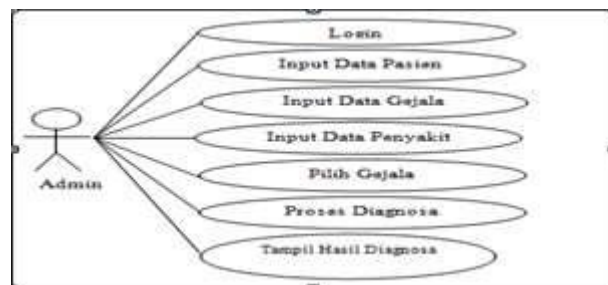 Login
Input Data Pasien
Input Data Gejala
Input Data Penyakit
Admin
Pilih Gejala
Proses Diagnosa
Tampil Hasil Diagnosa